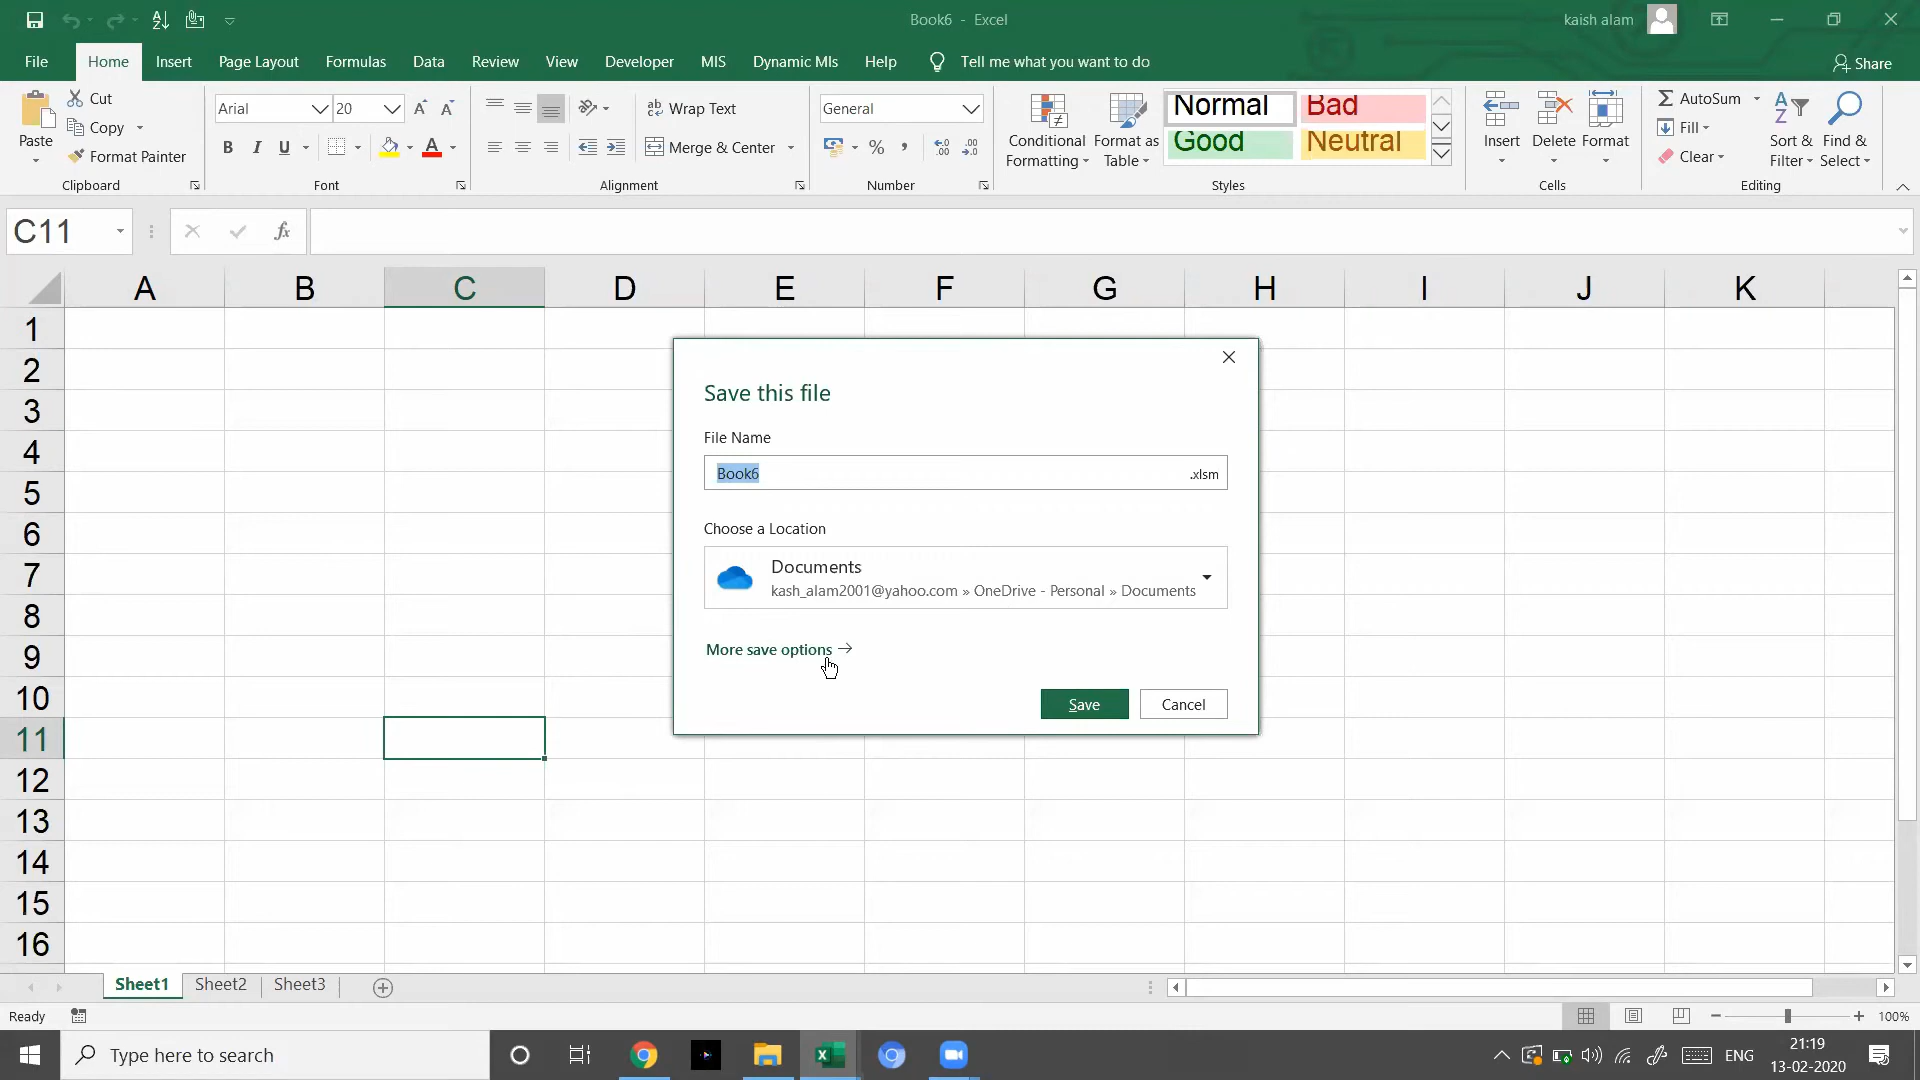 Book6 - Excel
kaish alam
File Home Insert Page Layout Formulas Data Review View Developer MIS Dynamic MIs Help Tell me what you want to do
Share
Paste
Cut
Copy
Format Painter
Clipboard
Arial 20
B I U
Font
Wrap Text
Merge & Center
Alignment
General
Number
Conditional Formatting
Format as Table
Normal Bad
Good Neutral
Styles
Insert Delete Format
Cells
AutoSum
Fill
Clear
Sort & Filter
Find & Select
Editing
C11
fx
A B C D E F G H I J K
1
2
3
4
5
6
7
8
9
10
11
12
13
14
15
16
Save this file
File Name
Book6 .xlsm
Choose a Location
Documents
kash_alam2001@yahoo.com » OneDrive - Personal » Documents
More save options
Save Cancel
Sheet1 Sheet2 Sheet3
Ready
100%
Type here to search
ENG
21:19
13-02-2020